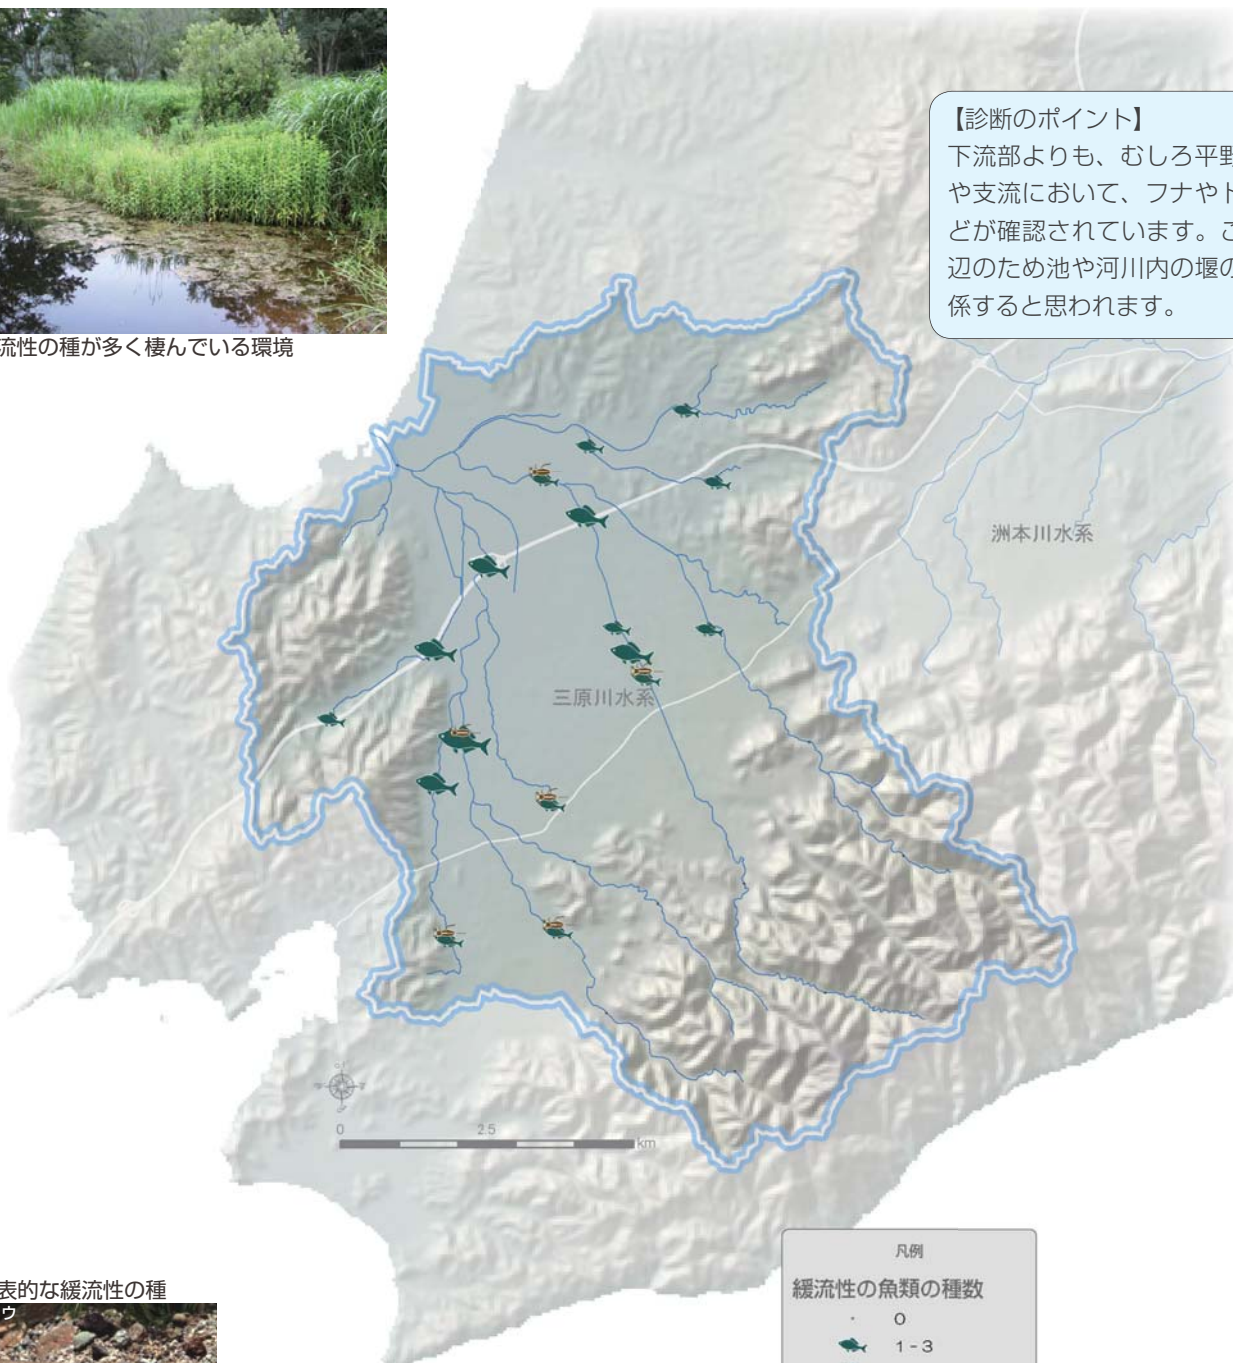 【診断のポイント】
下流部よりも、むしろ平野
や支流において、フナやド
どが確認されています。こ
辺のため池や河川内の堰の
係すると思われます。
流性の種が多く棲んでいる環境
洲本川水系
三原川水系
0 2.5 km
表的な緩流性の種
ウ
凡例
緩流性の魚類の種数
0
1 - 3